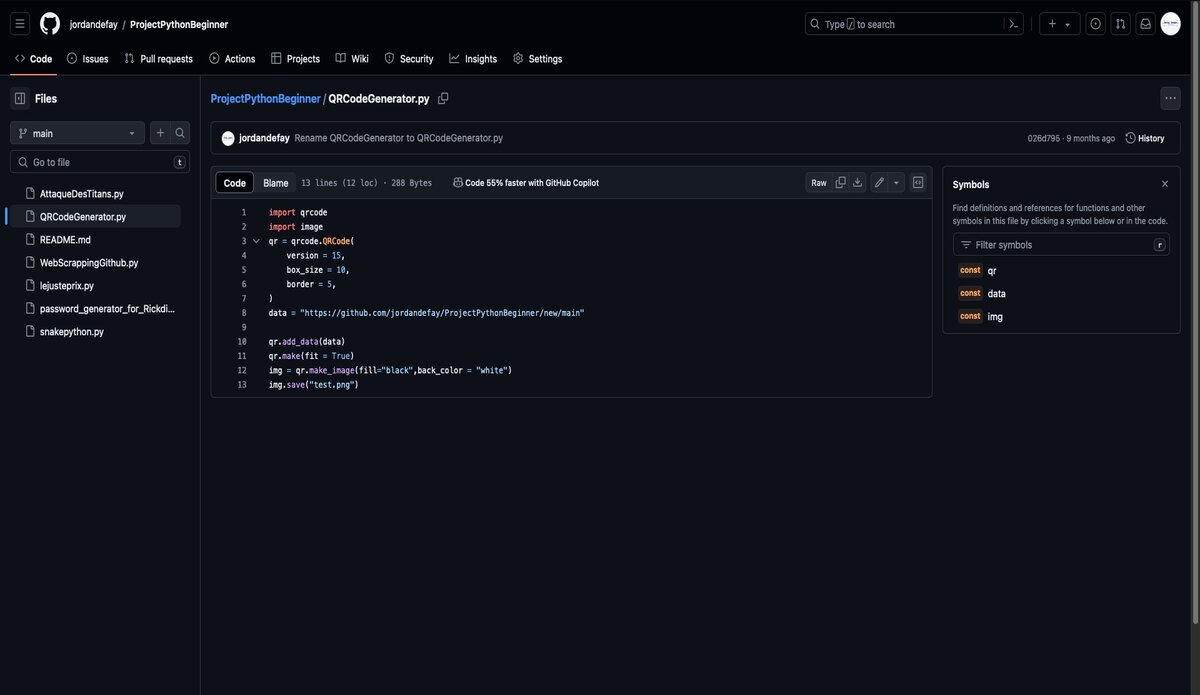 jordandefay / ProjectPythonBeginner
Type / to search
Code
Issues
Pull requests
Actions
Projects
Wiki
Security
Insights
Settings
Files
main
Go to file
t
AttaqueDesTitans.py
QRCodeGenerator.py
README.md
WebScrappingGithub.py
lejusteprix.py
password_generator_for_Rickdi...
snakepython.py
ProjectPythonBeginner / QRCodeGenerator.py
jordandefay Rename QRCodeGenerator to QRCodeGenerator.py
026d795 · 9 months ago
History
Code
Blame
13 lines (12 loc) · 288 Bytes
Code 55% faster with GitHub Copilot
Raw
1 import qrcode
2 import image
3 qr = qrcode.QRCode(
4 version = 15,
5 box_size = 10,
6 border = 5,
7 )
8 data = "https://github.com/jordandefay/ProjectPythonBeginner/new/main"
9
10 qr.add_data(data)
11 qr.make(fit = True)
12 img = qr.make_image(fill="black",back_color = "white")
13 img.save("test.png")
Symbols
Find definitions and references for functions and other
symbols in this file by clicking a symbol below or in the code.
Filter symbols
r
const qr
const data
const img